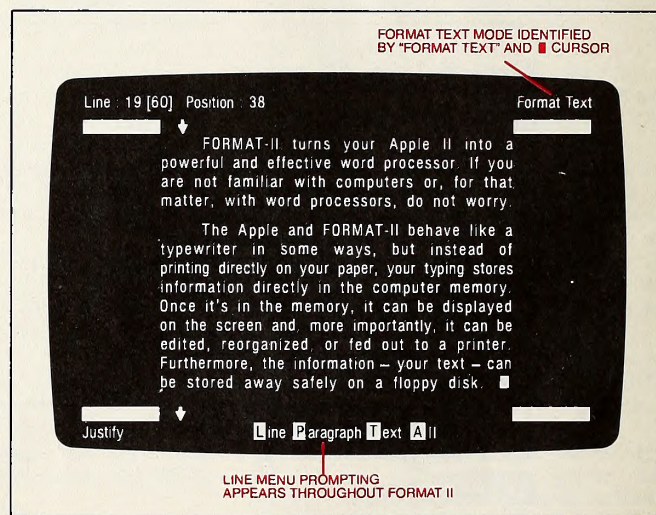 FORMAT TEXT MODE IDENTIFIED
BY "FORMAT TEXT" AND CURSOR
Line : 19 [60] Position : 38 Format Text
FORMAT-II turns your Apple II into a
powerful and effective word processor. If you
are not familiar with computers or, for that
matter, with word processors, do not worry.
The Apple and FORMAT-II behave like a
typewriter in some ways, but instead of
printing directly on your paper, your typing stores
information directly in the computer memory.
Once it's in the memory, it can be displayed
on the screen and, more importantly, it can be
edited, reorganized, or fed out to a printer.
Furthermore, the information – your text – can
be stored away safely on a floppy disk.
Justify Line Paragraph Text All
LINE MENU PROMPTING
APPEARS THROUGHOUT FORMAT II